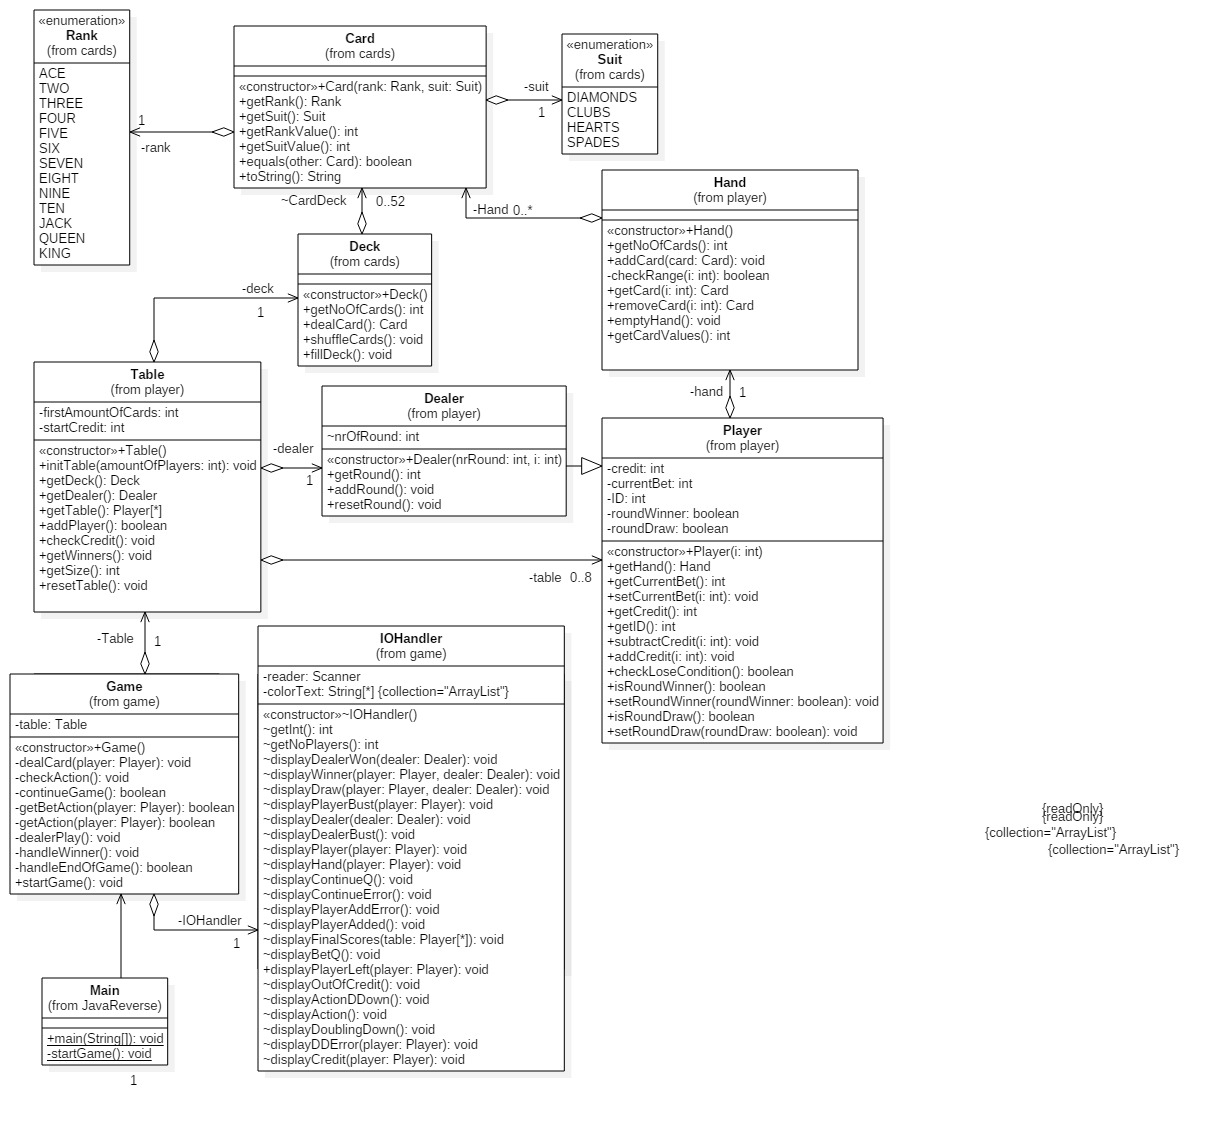 «enumeration»
Rank
(from cards)
ACE
TWO
THREE
FOUR
FIVE
SIX
SEVEN
EIGHT
NINE
TEN
JACK
QUEEN
KING
1
-rank
Card
(from cards)
«constructor»+Card(rank: Rank, suit: Suit)
+getRank(): Rank
+getSuit(): Suit
+getRankValue(): int
+getSuitValue(): int
+equals(other: Card): boolean
+toString(): String
-suit
1
«enumeration»
Suit
(from cards)
DIAMONDS
CLUBS
HEARTS
SPADES
~CardDeck
0..52
-Hand 0..*
Hand
(from player)
«constructor»+Hand()
+getNoOfCards(): int
+addCard(card: Card): void
-checkRange(i: int): boolean
+getCard(i: int): Card
+removeCard(i: int): Card
+emptyHand(): void
+getCardValues(): int
Deck
(from cards)
«constructor»+Deck()
+getNoOfCards(): int
+dealCard(): Card
+shuffleCards(): void
+fillDeck(): void
-deck
1
Table
(from player)
-firstAmountOfCards: int
-startCredit: int
«constructor»+Table()
+initTable(amountOfPlayers: int): void
+getDeck(): Deck
+getDealer(): Dealer
+getTable(): Player[*]
+addPlayer(): boolean
+checkCredit(): void
+getWinners(): void
+getSize(): int
+resetTable(): void
-dealer
1
Dealer
(from player)
~nrOfRound: int
«constructor»+Dealer(nrRound: int, i: int)
+getRound(): int
+addRound(): void
+resetRound(): void
-hand
1
Player
(from player)
-credit: int
-currentBet: int
-ID: int
-roundWinner: boolean
-roundDraw: boolean
«constructor»+Player(i: int)
+getHand(): Hand
+getCurrentBet(): int
+setCurrentBet(i: int): void
+getCredit(): int
+getID(): int
+subtractCredit(i: int): void
+addCredit(i: int): void
+checkLoseCondition(): boolean
+isRoundWinner(): boolean
+setRoundWinner(roundWinner: boolean): void
+isRoundDraw(): boolean
+setRoundDraw(roundDraw: boolean): void
-table 0..8
-Table
1
Game
(from game)
-table: Table
«constructor»+Game()
-dealCard(player: Player): void
-checkAction(): void
-continueGame(): boolean
-getBetAction(player: Player): boolean
-getAction(player: Player): boolean
-dealerPlay(): void
-handleWinner(): void
-handleEndOfGame(): boolean
+startGame(): void
-IOHandler
1
IOHandler
(from game)
-reader: Scanner
-colorText: String[*] {collection="ArrayList"}
«constructor»~IOHandler()
~getInt(): int
~getNoPlayers(): int
~displayDealerWon(dealer: Dealer): void
~displayWinner(player: Player, dealer: Dealer): void
~displayDraw(player: Player, dealer: Dealer): void
~displayPlayerBust(player: Player): void
~displayDealer(dealer: Dealer): void
~displayDealerBust(): void
~displayPlayer(player: Player): void
~displayHand(player: Player): void
~displayContinueQ(): void
~displayContinueError(): void
~displayPlayerAddError(): void
~displayPlayerAdded(): void
~displayFinalScores(table: Player[*]): void
~displayBetQ(): void
+displayPlayerLeft(player: Player): void
~displayOutOfCredit(): void
~displayActionDDown(): void
~displayAction(): void
~displayDoublingDown(): void
~displayDDError(player: Player): void
~displayCredit(player: Player): void
Main
(from JavaReverse)
+main(String[]): void
-startGame(): void
1
{readOnly}
{readOnly}
{collection="ArrayList"}
{collection="ArrayList"}